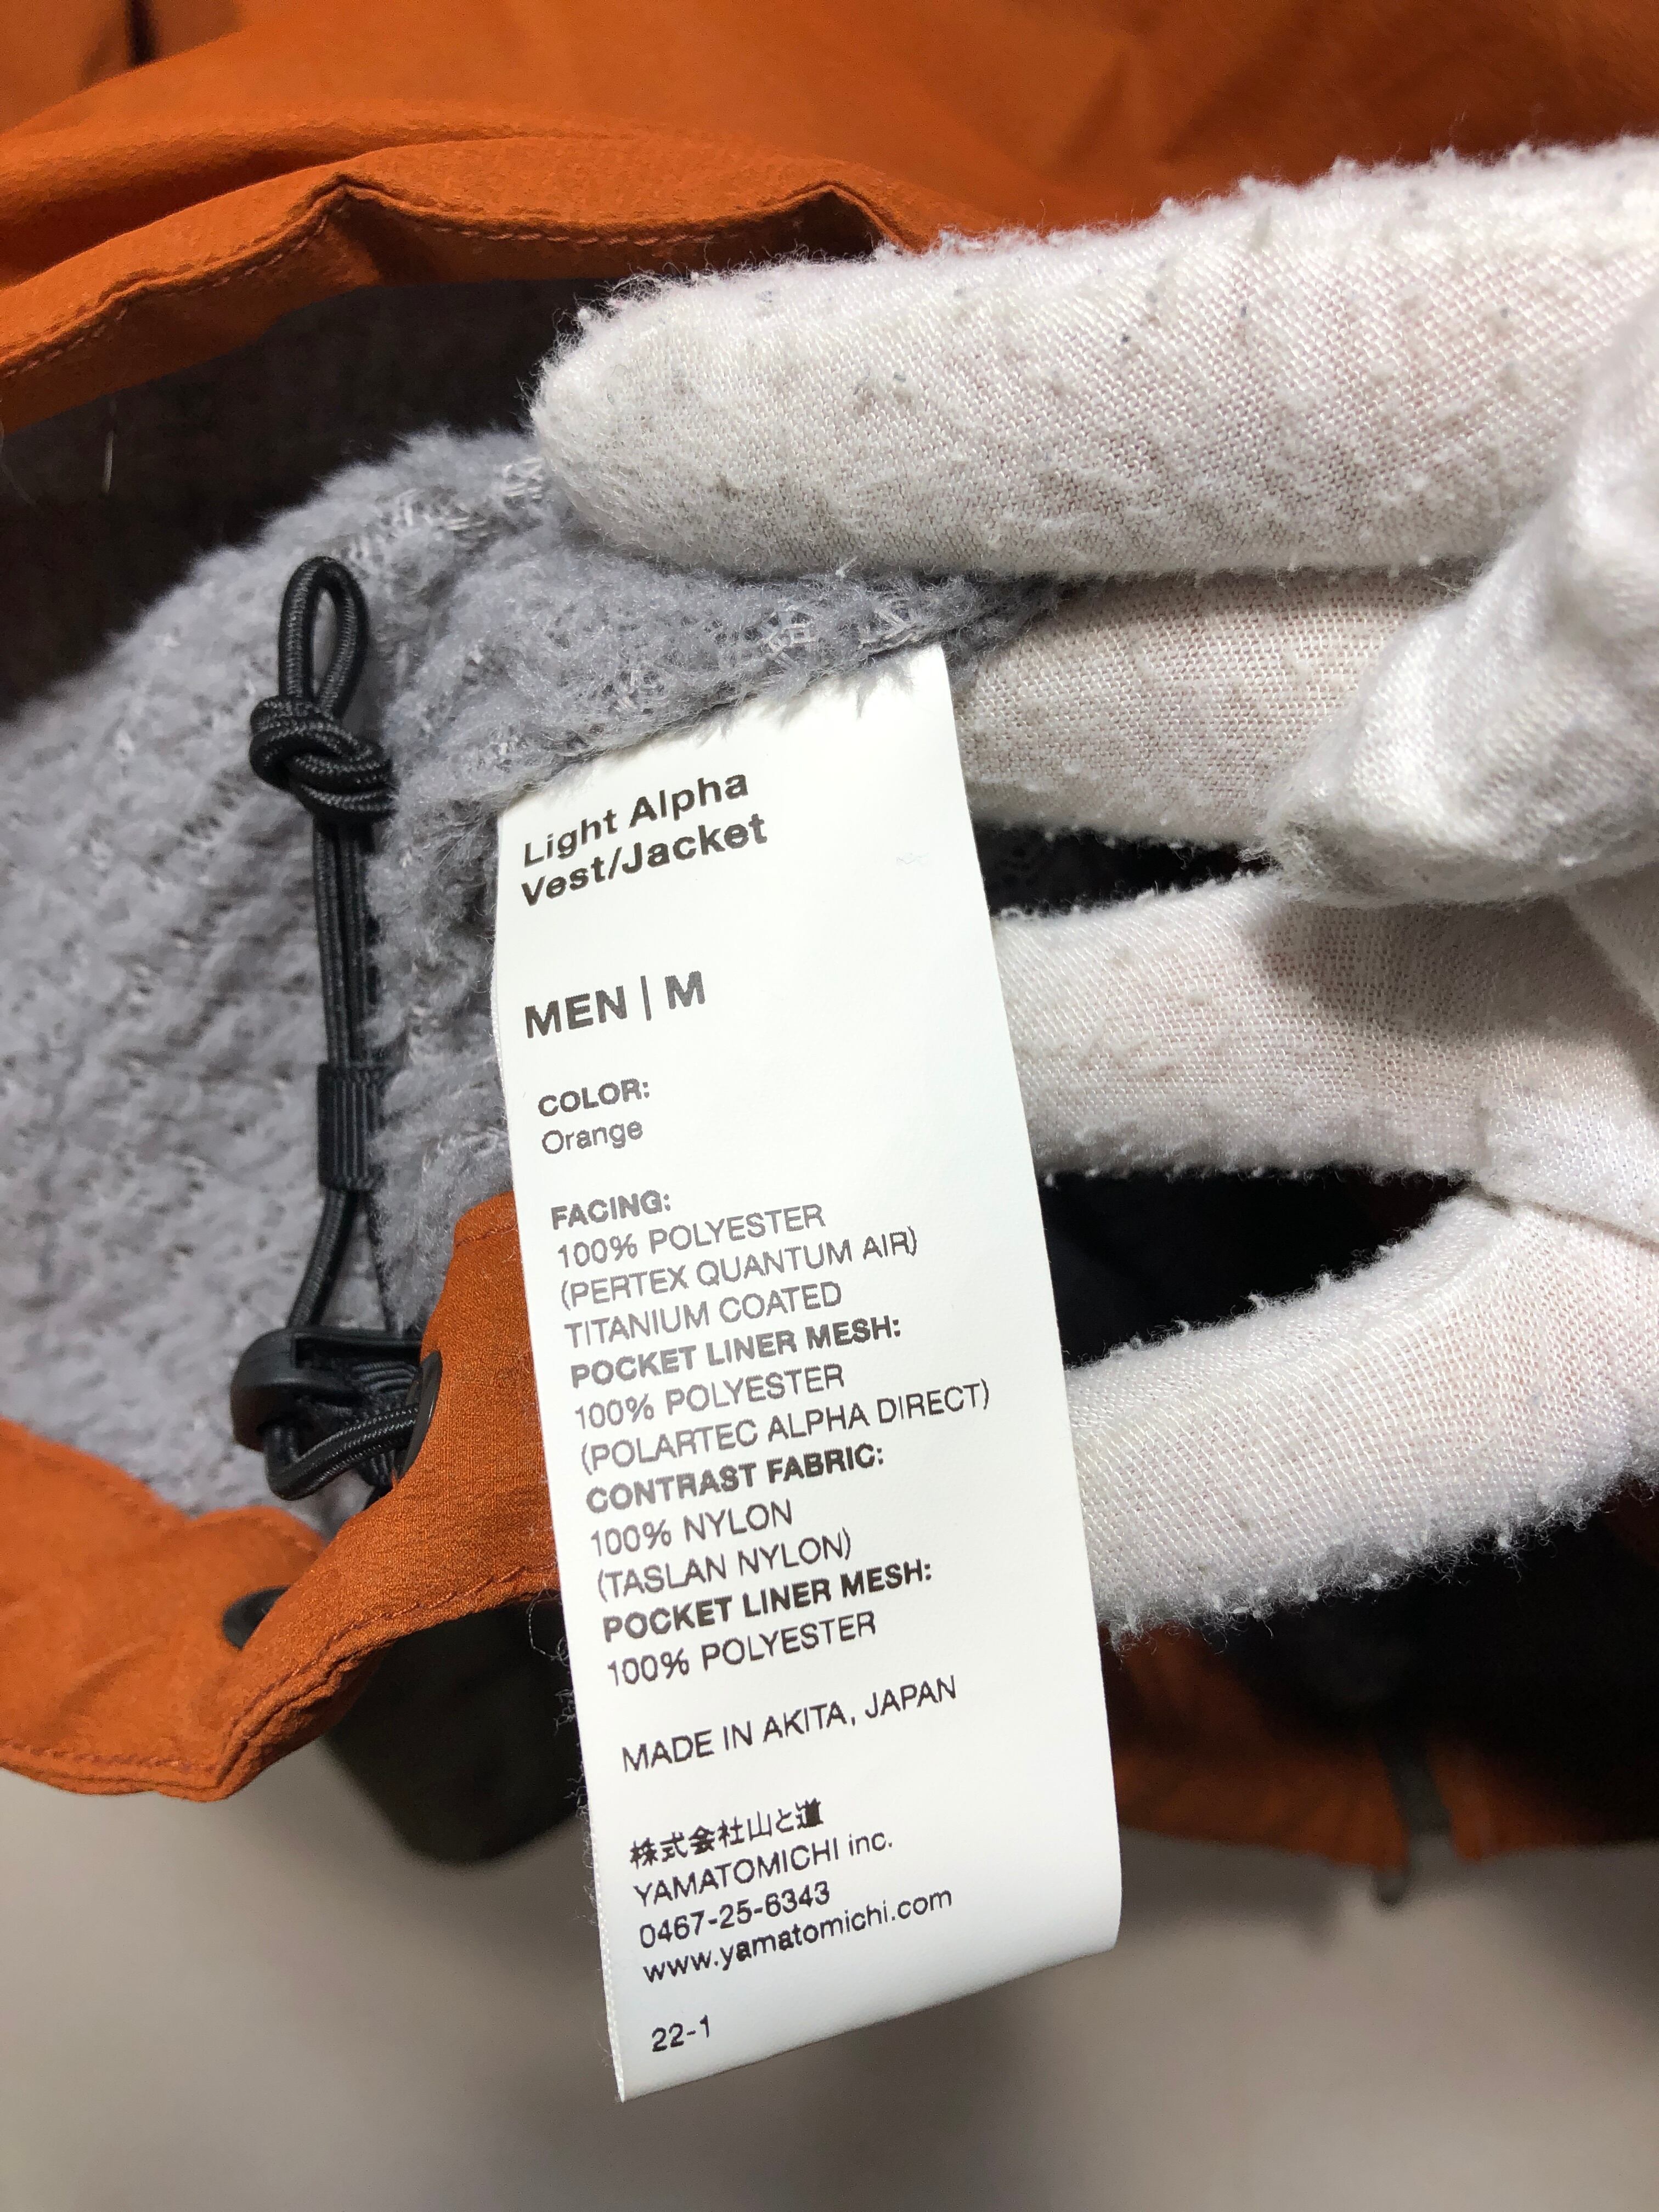 Light Alpha
Vest/Jacket
MEN | M
COLOR:
Orange
FACING:
100% POLYESTER
(PERTEX QUANTUM AIR)
TITANIUM COATED
POCKET LINER MESH:
100% POLYESTER
(POLARTEC ALPHA DIRECT)
CONTRAST FABRIC:
100% NYLON
(TASLAN NYLON)
POCKET LINER MESH:
100% POLYESTER
MADE IN AKITA, JAPAN
株式会社山と道
YAMATOMICHI inc.
0467-25-6343
www.yamatomichi.com
22-1